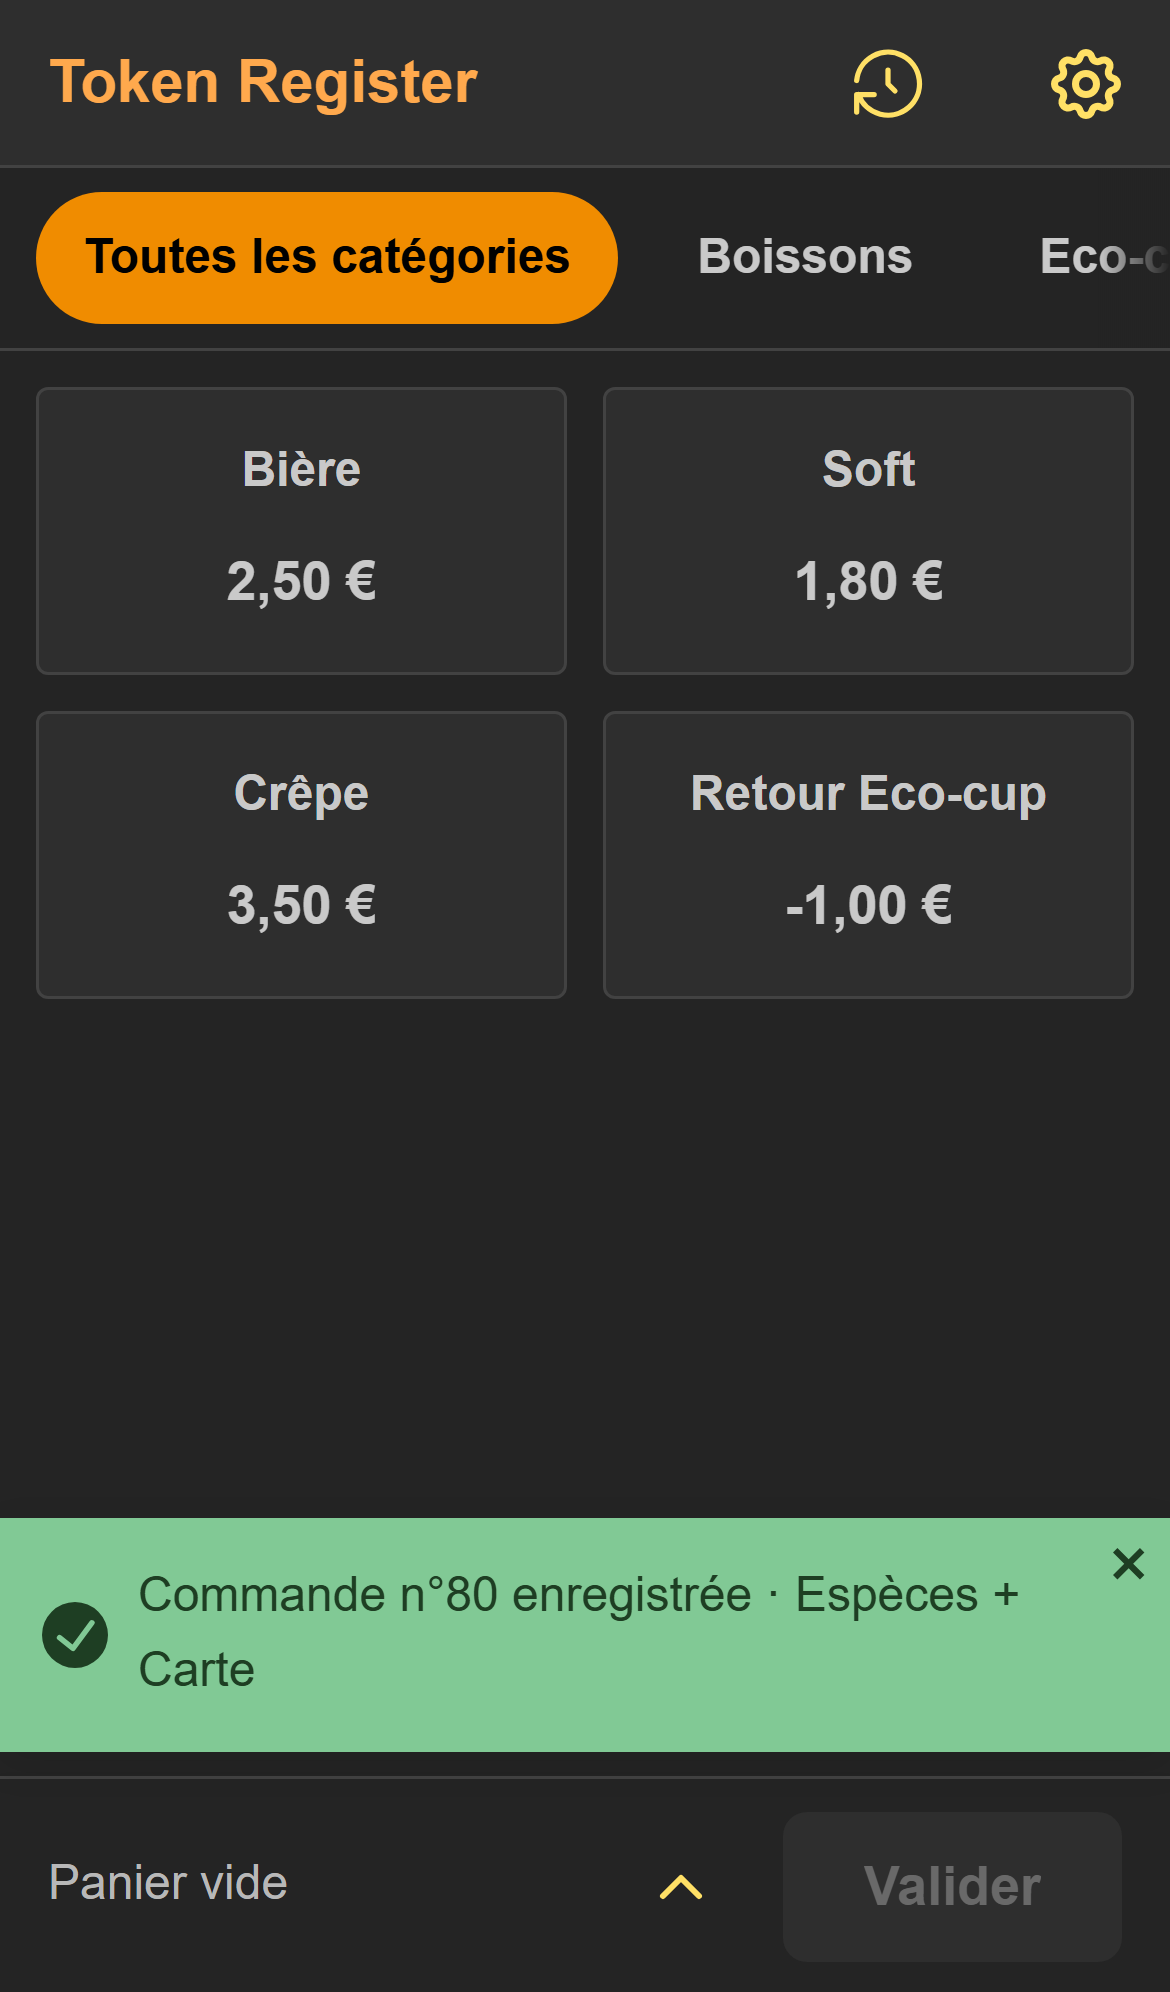 Token Register
Toutes les catégories
Boissons
Eco-c
Bière
2,50 €
Soft
1,80 €
Crêpe
3,50 €
Retour Eco-cup
-1,00 €
Commande n°80 enregistrée · Espèces +
Carte
Panier vide
Valider